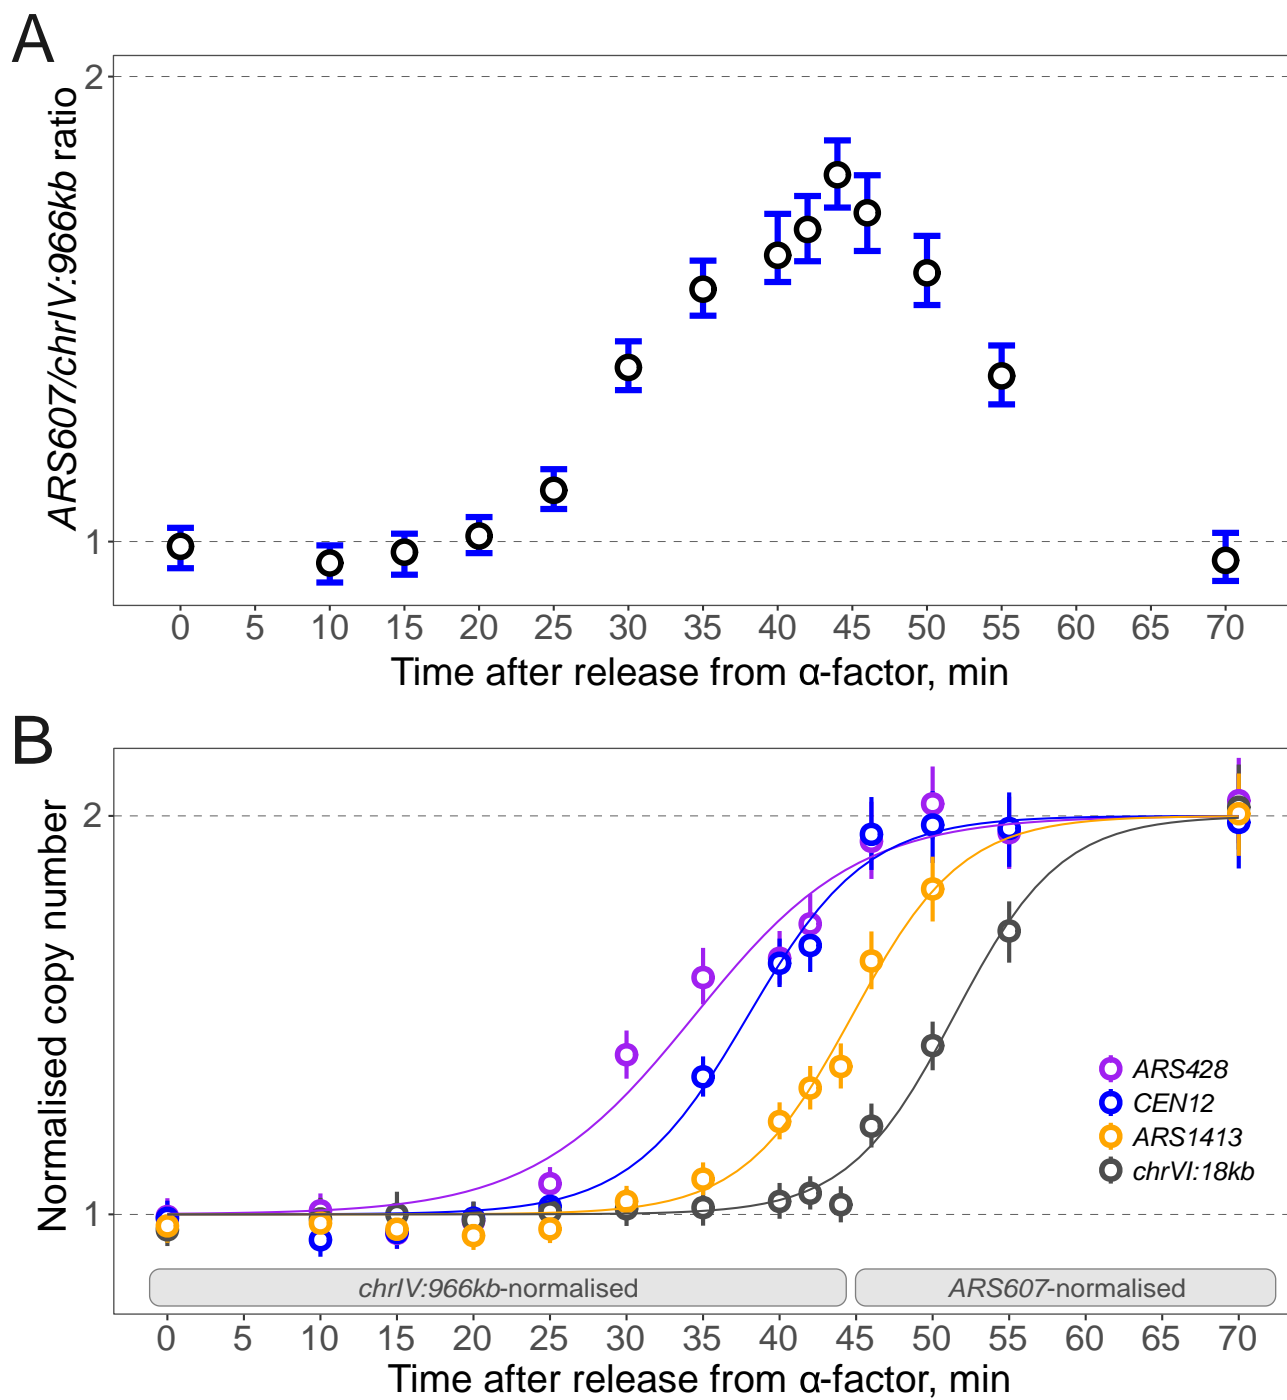 A
ARS607/chrIV:966kb ratio
2
1
0 5 10 15 20 25 30 35 40 45 50 55 60 65 70
Time after release from α-factor, min
B
Normalised copy number
2
1
ARS428
CEN12
ARS1413
chrVI:18kb
chrIV:966kb-normalised
ARS607-normalised
0 5 10 15 20 25 30 35 40 45 50 55 60 65 70
Time after release from α-factor, min